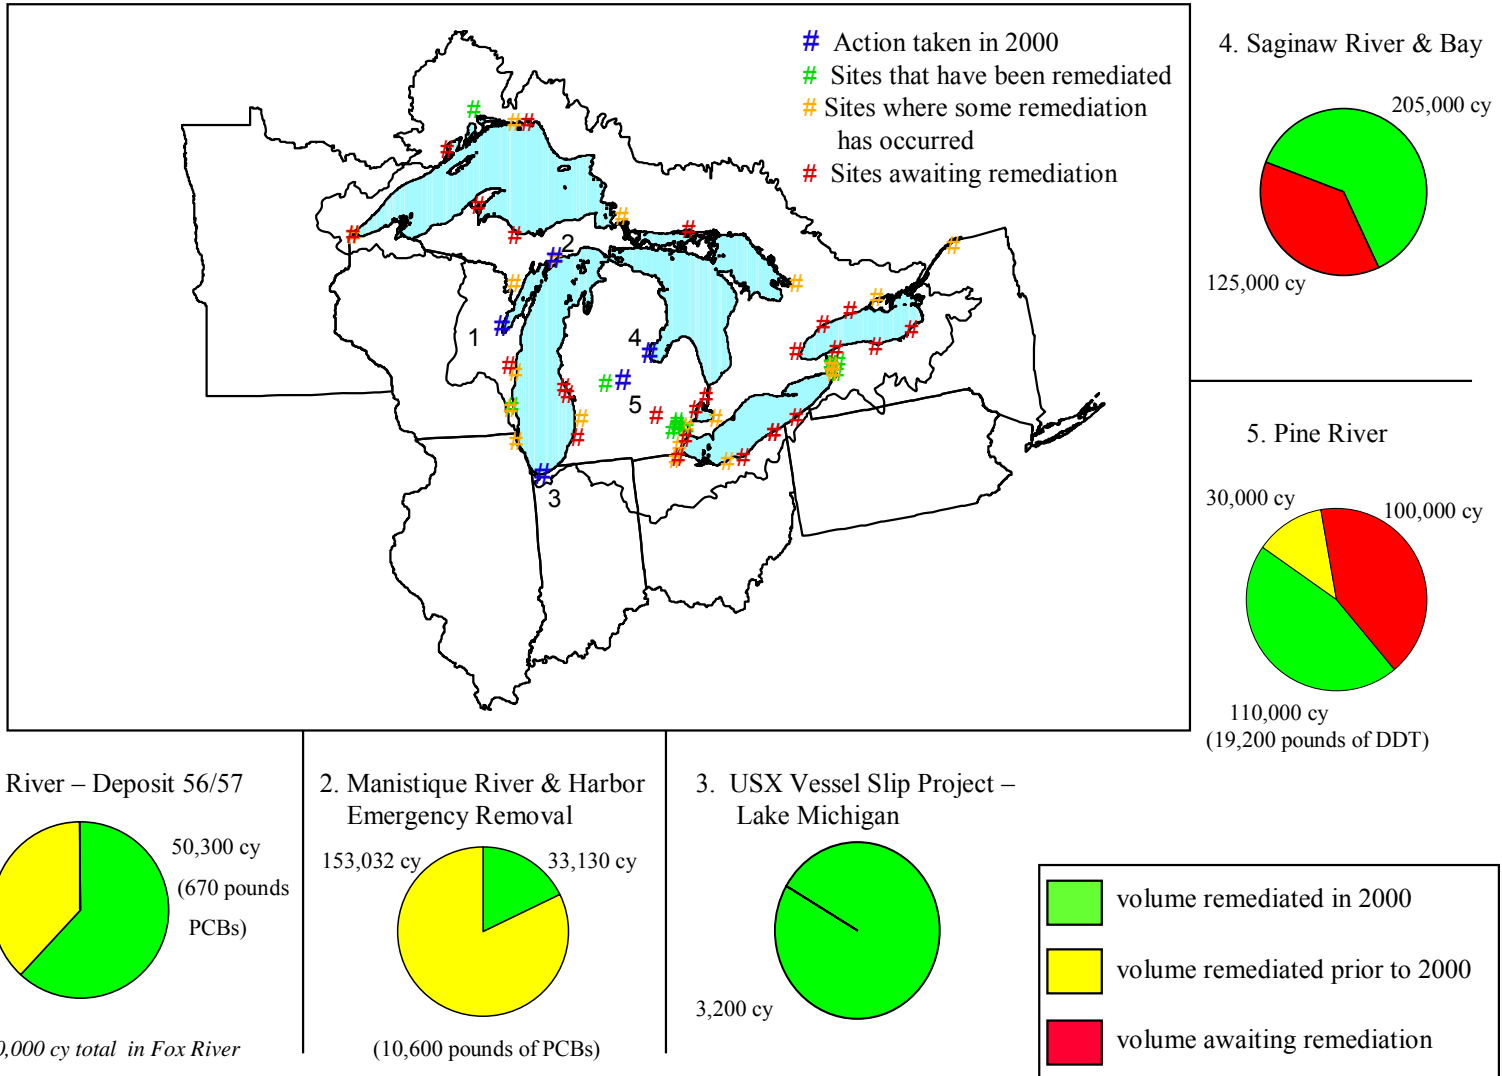 # Action taken in 2000
# Sites that have been remediated
# Sites where some remediation
has occurred
# Sites awaiting remediation
1
2
3
4
5
4. Saginaw River & Bay
205,000 cy
125,000 cy
5. Pine River
30,000 cy
100,000 cy
110,000 cy
(19,200 pounds of DDT)
River – Deposit 56/57
50,300 cy
(670 pounds
PCBs)
0,000 cy total in Fox River
2. Manistique River & Harbor
Emergency Removal
153,032 cy
33,130 cy
(10,600 pounds of PCBs)
3. USX Vessel Slip Project –
Lake Michigan
3,200 cy
volume remediated in 2000
volume remediated prior to 2000
volume awaiting remediation